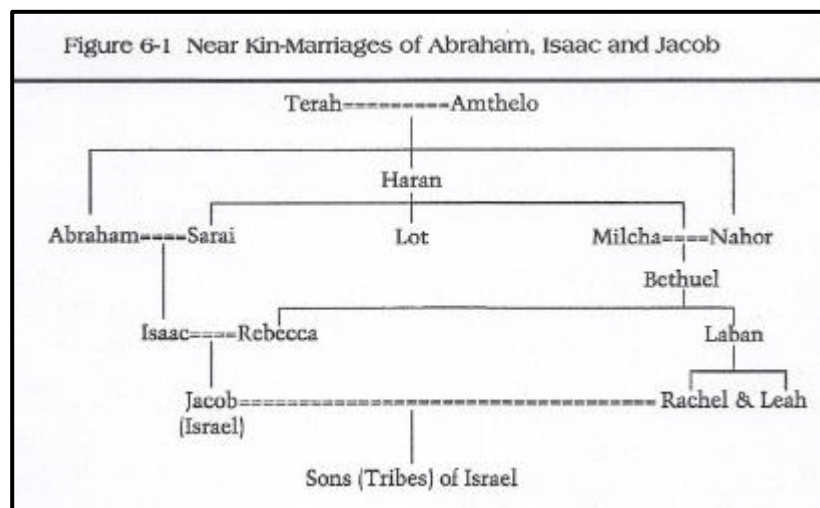 Figure 6-1 Near Kin-Marriages of Abraham, Isaac and Jacob
Terah=========Amthelo
Haran
Abraham====Sarai Lot Milcha====Nahor
Bethuel
Isaac====Rebecca Laban
Jacob==================================Rachel & Leah
(Israel)
Sons (Tribes) of Israel